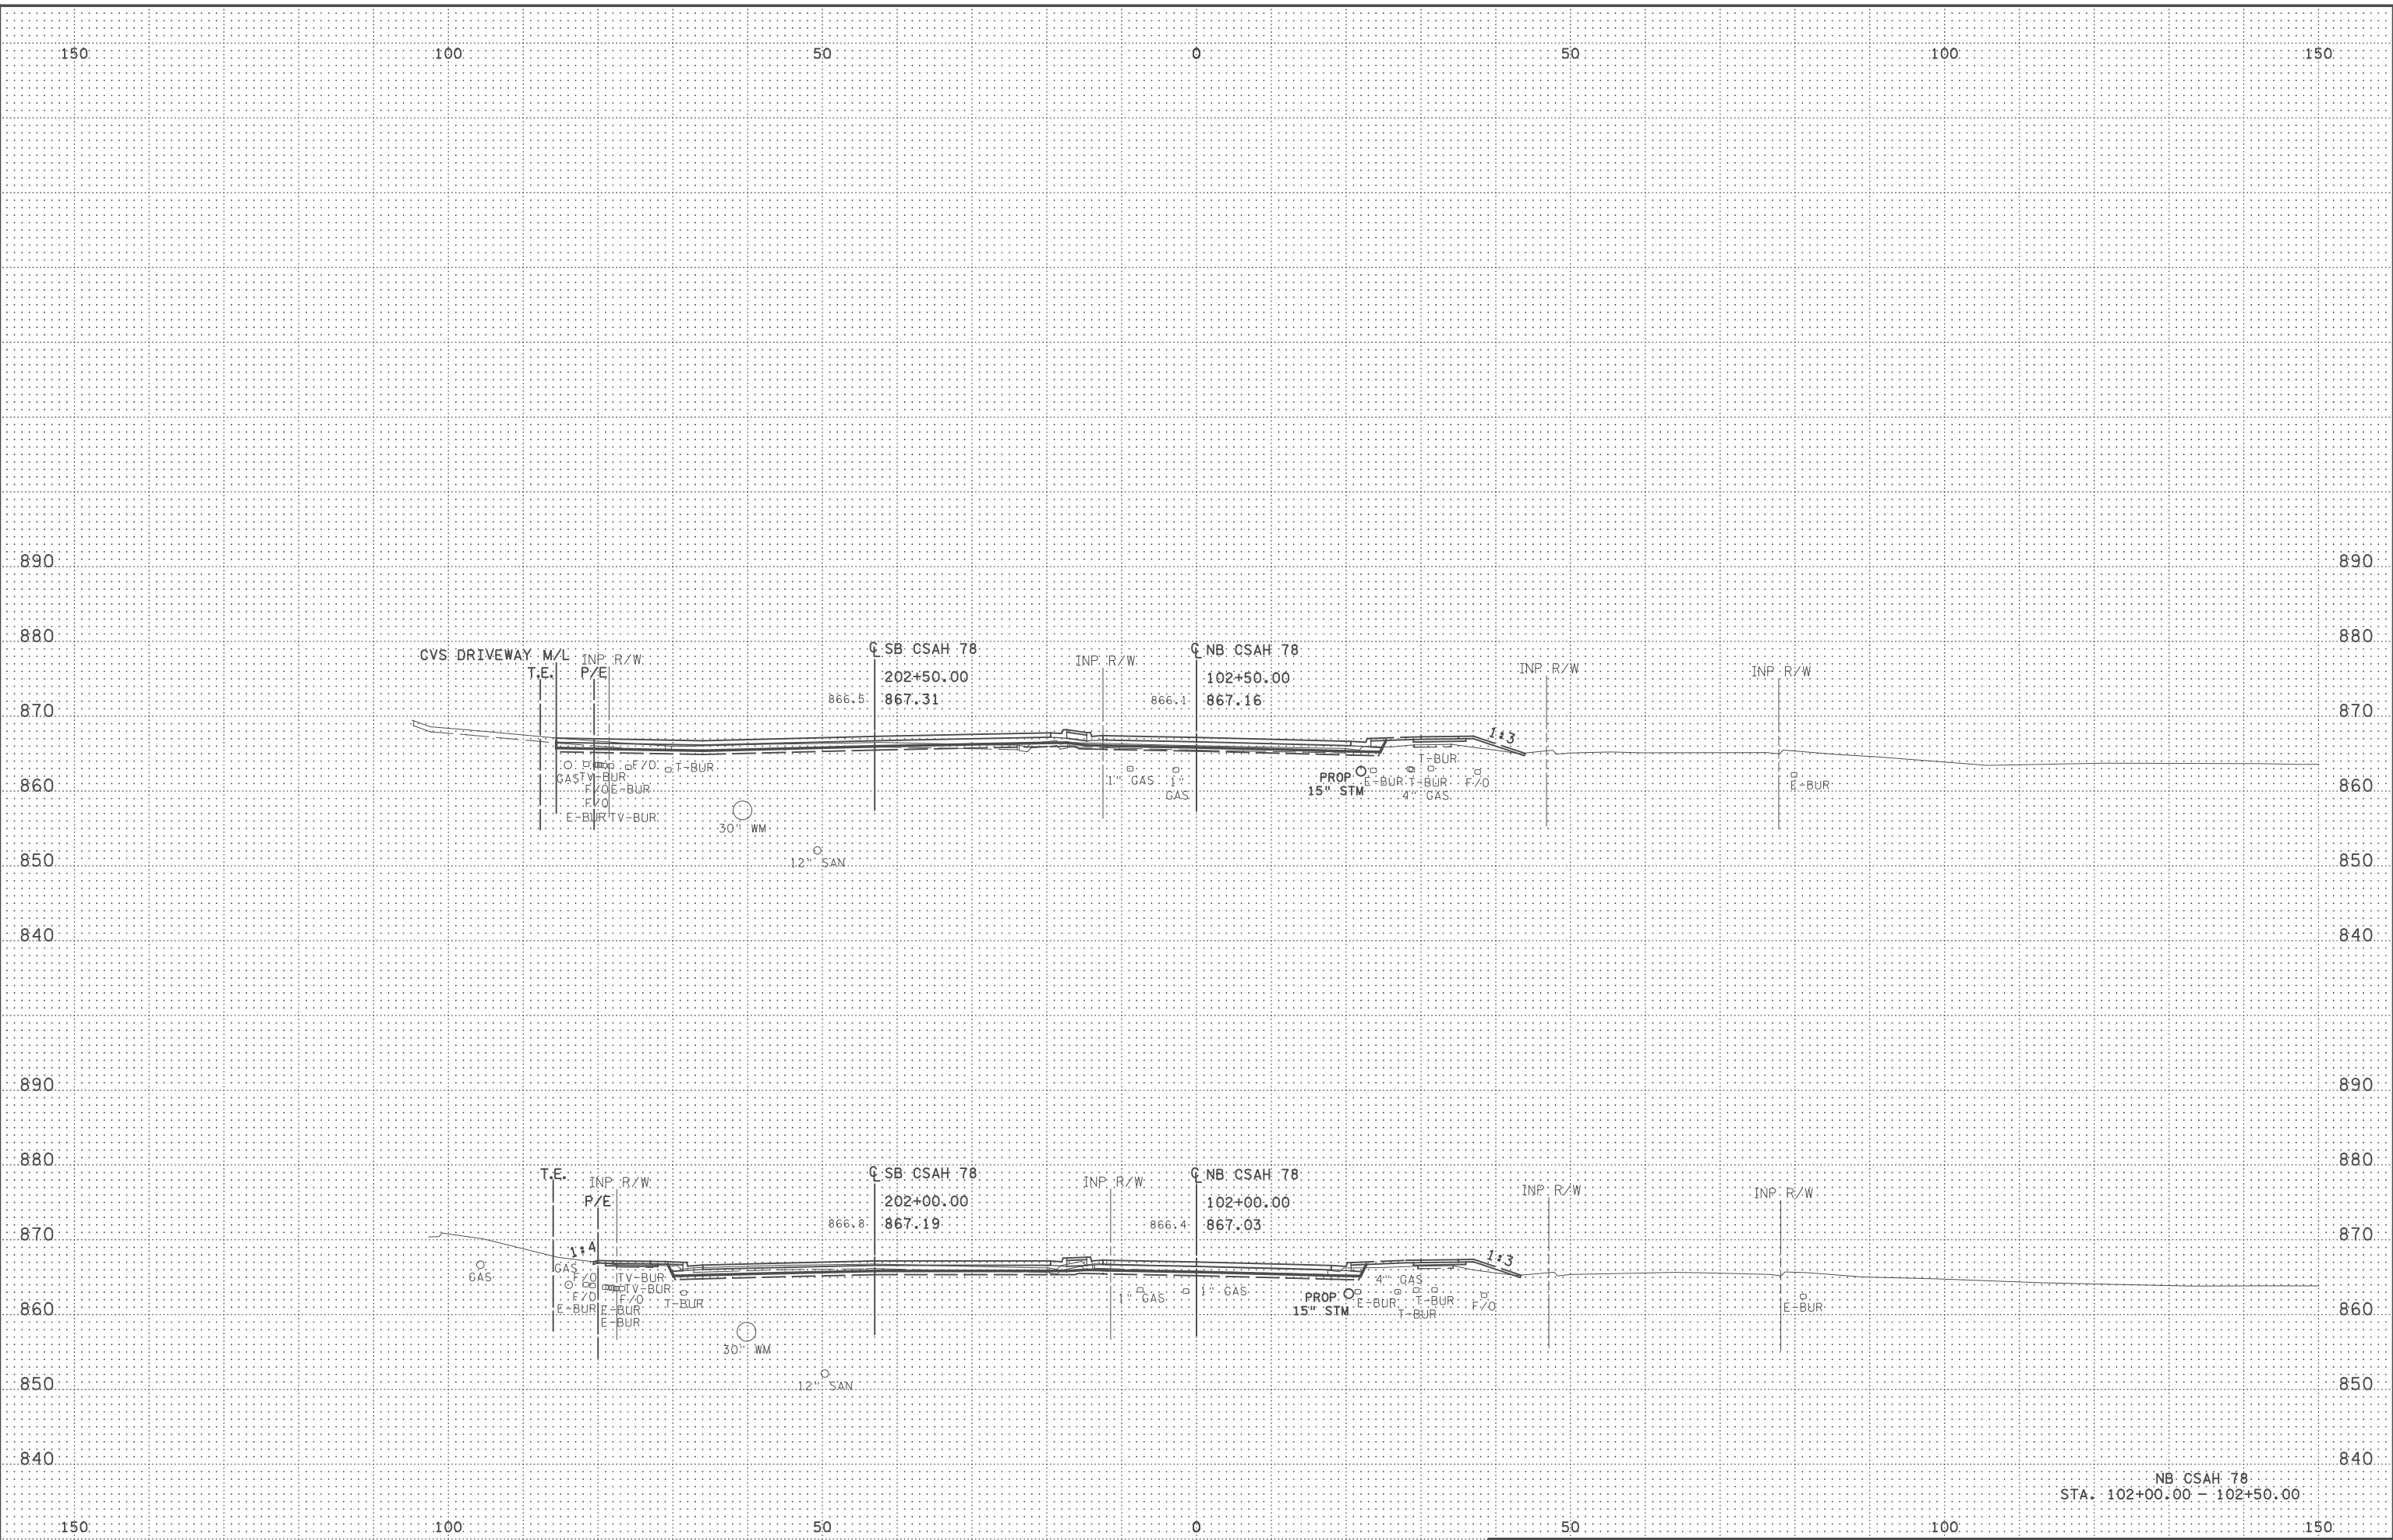 150 100 50 0 50 100 150
890 890
880 880
CVS DRIVEWAY M/L INP R/W
T.E. P/E
℄ SB CSAH 78
202+50.00
866.5 867.31
INP R/W
℄ NB CSAH 78
102+50.00
866.1 867.16
INP R/W
INP R/W
870 870
1:3
GAS TV-BUR F/O T-BUR
F/O E-BUR
F/O
E-BUR TV-BUR
30" WM
12" SAN
1" GAS
1"
GAS
PROP
15" STM
E-BUR
T-BUR
T-BUR
4" GAS
F/O
E-BUR
860 860
850 850
840 840
890 890
880 880
T.E.
INP R/W
P/E
℄ SB CSAH 78
202+00.00
866.8 867.19
INP R/W
℄ NB CSAH 78
102+00.00
866.4 867.03
INP R/W
INP R/W
870 870
1:4
1:3
GAS
GAS
F/O TV-BUR
TV-BUR
F/O F/O
E-BUR E-BUR
E-BUR
T-BUR
30" WM
12" SAN
1" GAS
1" GAS
PROP
15" STM
4" GAS
E-BUR
T-BUR
T-BUR
F/O
E-BUR
860 860
850 850
840 840
NB CSAH 78
STA. 102+00.00 - 102+50.00
150 100 50 0 50 100 150